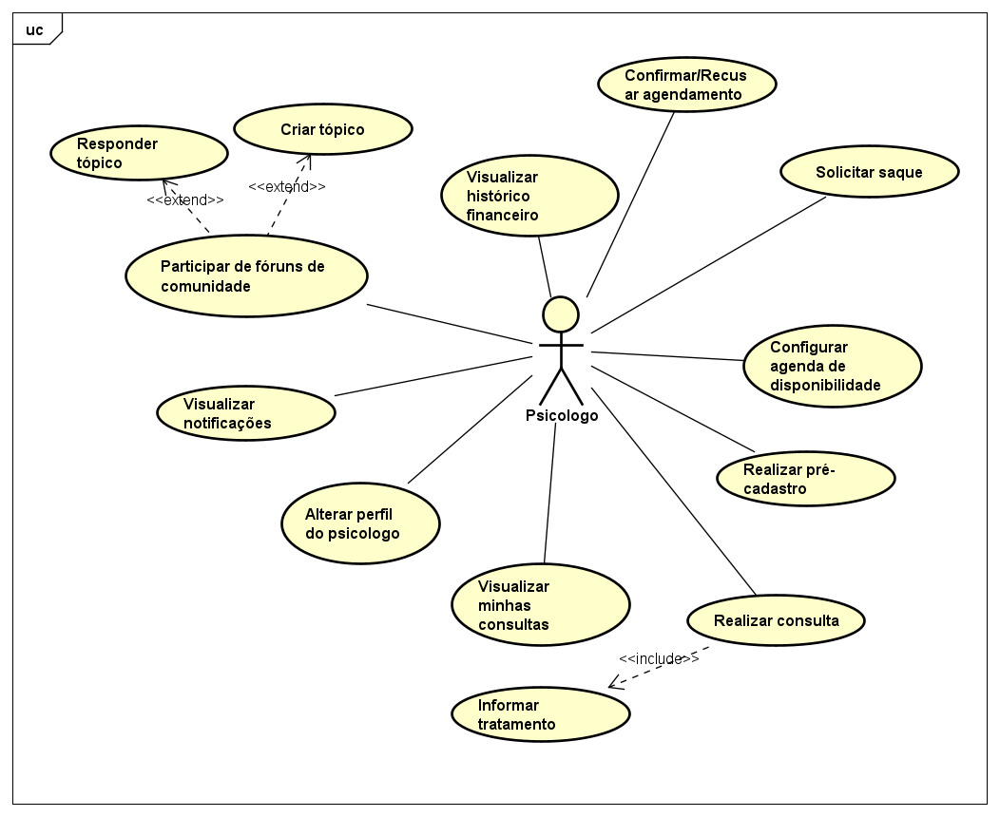 uc
Confirmar/Recus
ar agendamento
Criar tópico
Responder
tópico
<<extend>>
<<extend>>
Visualizar
histórico
financeiro
Solicitar saque
Participar de fóruns de
comunidade
Configurar
agenda de
disponibilidade
Psicologo
Visualizar
notificações
Realizar pré-
cadastro
Alterar perfil
do psicologo
Visualizar
minhas
consultas
Realizar consulta
<<include>>
Informar
tratamento